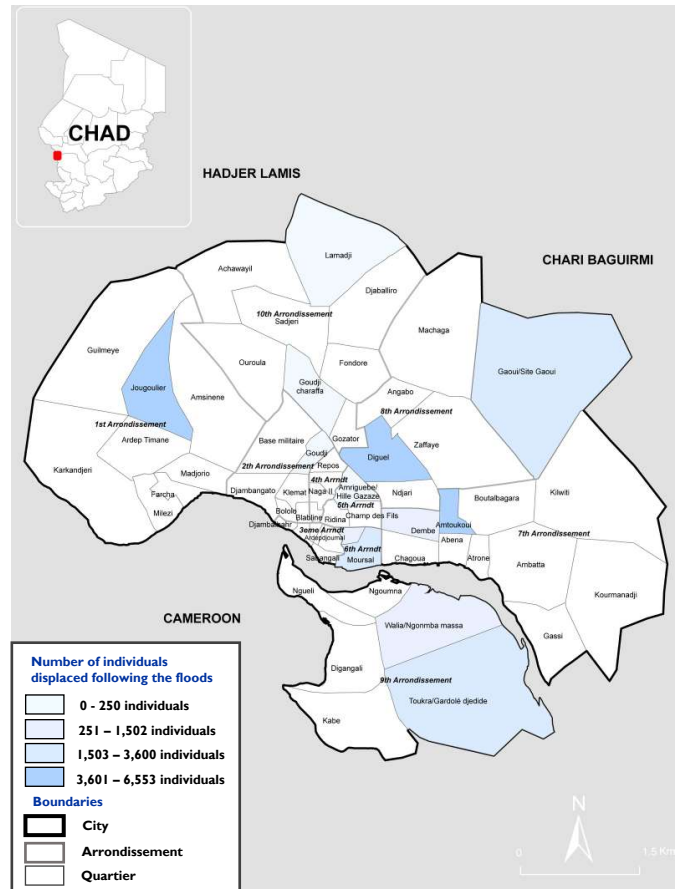 CHAD
HADJER LAMIS
CHARI BAGUIRMI
CAMEROON
Lamadji
Achawayil
Djaballiro
10th Arrondissement
Sadjeri
Machaga
Guilmeye
Ouroula
Fondore
Gaoui/Site Gaoui
Jougoulier
Amsinene
Goudji
charaffa
Angabo
8th Arrondissement
1st Arrondissement
Ardep Timane
Base militaire
Gozator
Zaffaye
Goudji
Diguel
Karkandjeri
Madjorio
2th Arrondissement
Repos
4th Arrndt
Farcha
Djambangato
Klemat
Naga II
Amriguebe/
Hille Gazaze
Ndjari
Boutalbagara
Kilwiti
5th Arrndt
Milezi
Bololo
Blabline
Ridina
Champ des Fils
Dembe
Amtoukoui
Djambalbahr
3eme Arrndt
Ardepdjoumal
6th Arrndt
Moursal
Abena
7th Arrondissement
Sabangali
Chagoua
Atrone
Ambatta
Ngueli
Ngoumna
Kourmanadji
Walia/Ngonmba massa
Gassi
Digangali
9th Arrondissement
Toukra/Gardolé djedide
Kabe
Number of individuals
displaced following the floods
0 - 250 individuals
251 – 1,502 individuals
1,503 – 3,600 individuals
3,601 – 6,553 individuals
Boundaries
City
Arrondissement
Quartier
N
0 1.5 Km